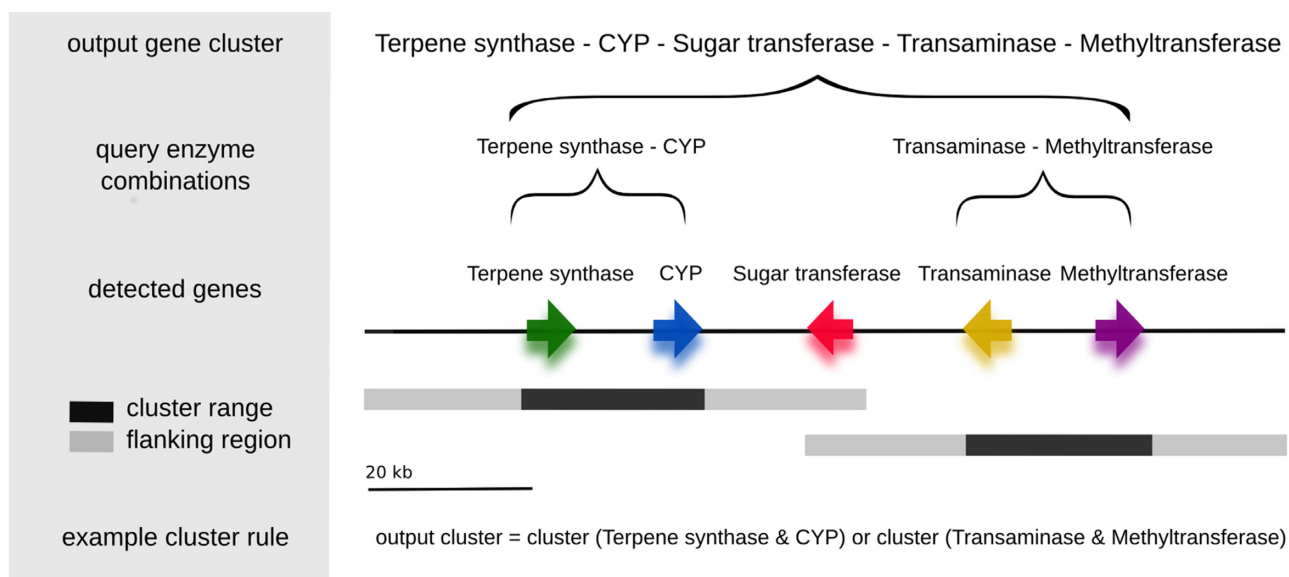 output gene cluster
Terpene synthase - CYP - Sugar transferase - Transaminase - Methyltransferase
query enzyme
combinations
Terpene synthase - CYP
Transaminase - Methyltransferase
detected genes
Terpene synthase
CYP
Sugar transferase
Transaminase
Methyltransferase
cluster range
flanking region
20 kb
example cluster rule
output cluster = cluster (Terpene synthase & CYP) or cluster (Transaminase & Methyltransferase)